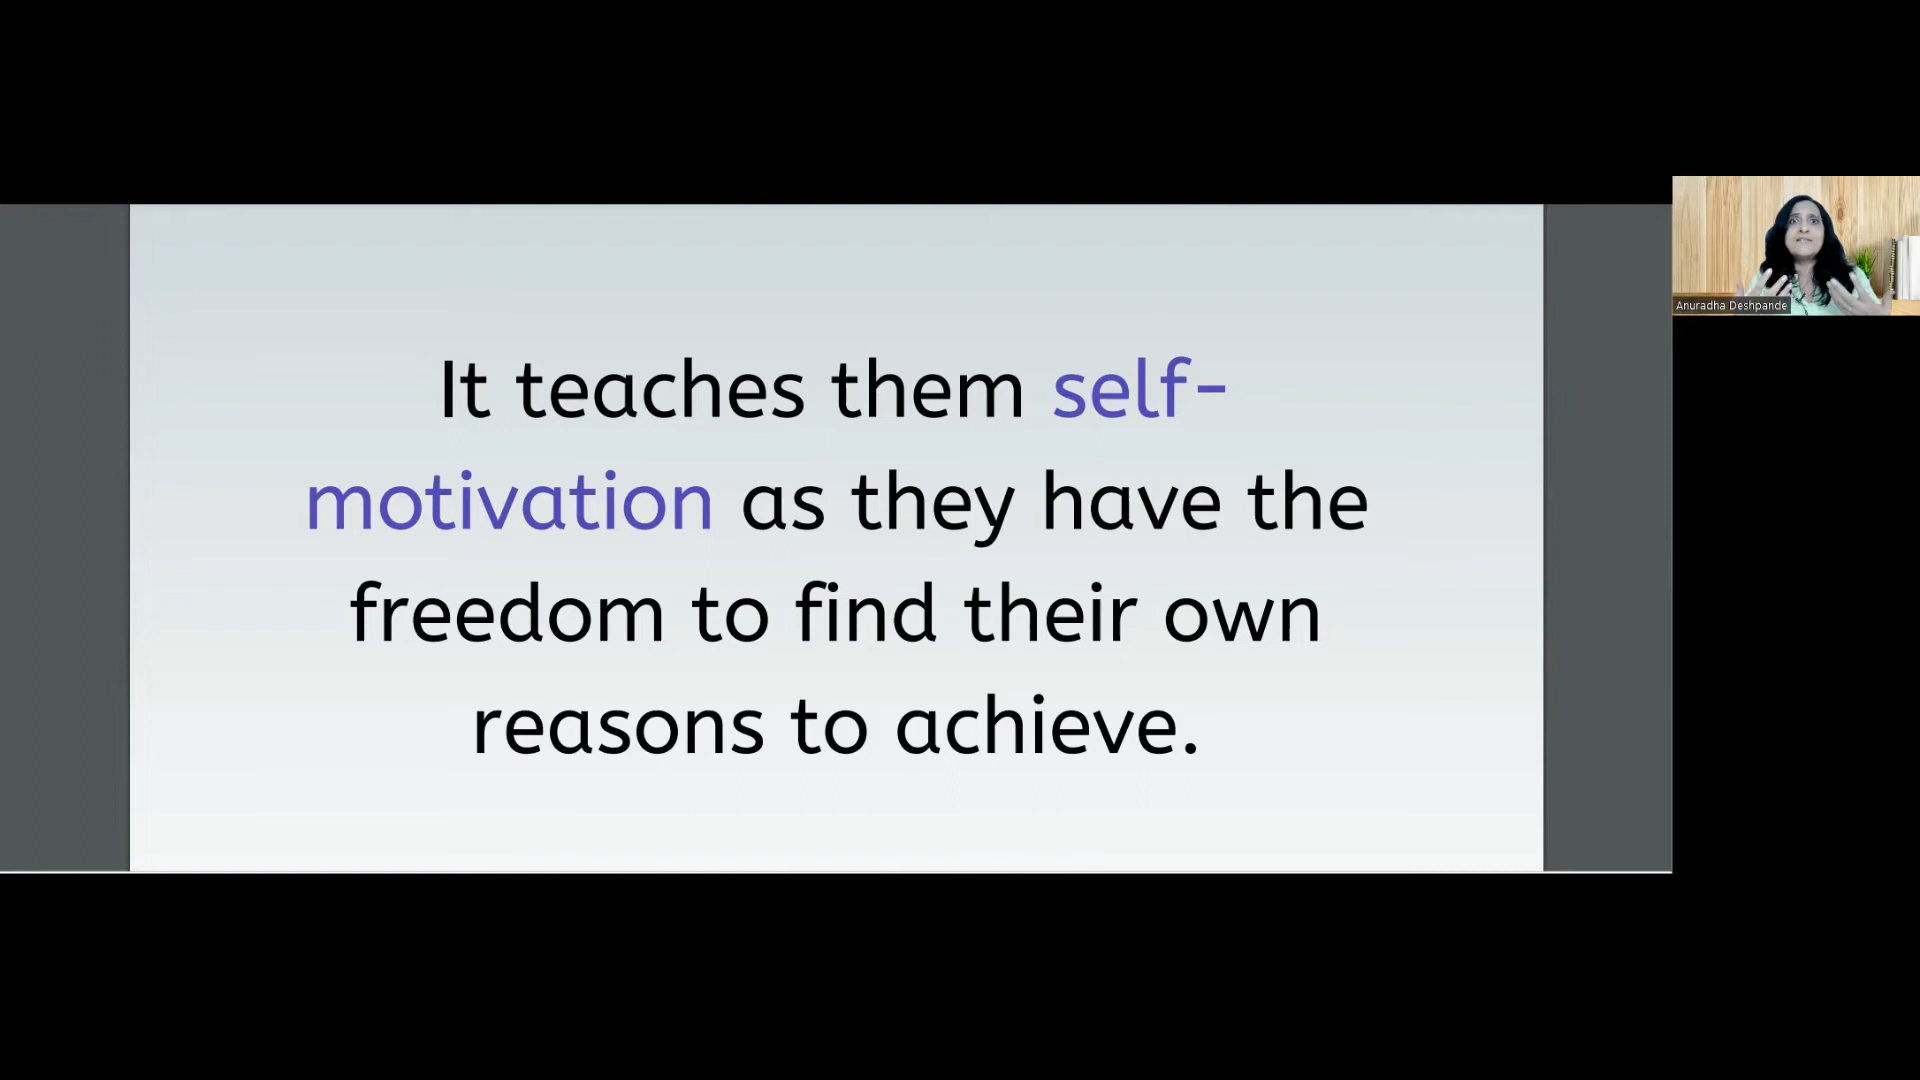 It teaches them self-
motivation as they have the
freedom to find their own
reasons to achieve.
Anuradha Deshpande